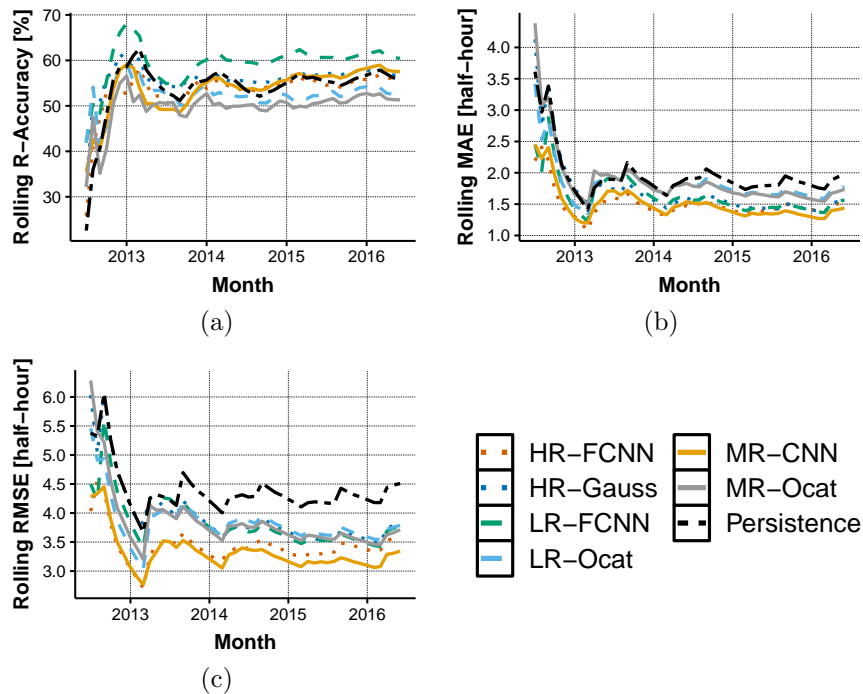 Rolling R−Accuracy [%]
70
60
50
40
30
2013
2014
2015
2016
Month
(a)
Rolling MAE [half−hour]
4.0
3.5
3.0
2.5
2.0
1.5
1.0
2013
2014
2015
2016
Month
(b)
Rolling RMSE [half−hour]
6.0
5.5
5.0
4.5
4.0
3.5
3.0
2013
2014
2015
2016
Month
(c)
HR−FCNN
HR−Gauss
LR−FCNN
LR−Ocat
MR−CNN
MR−Ocat
Persistence